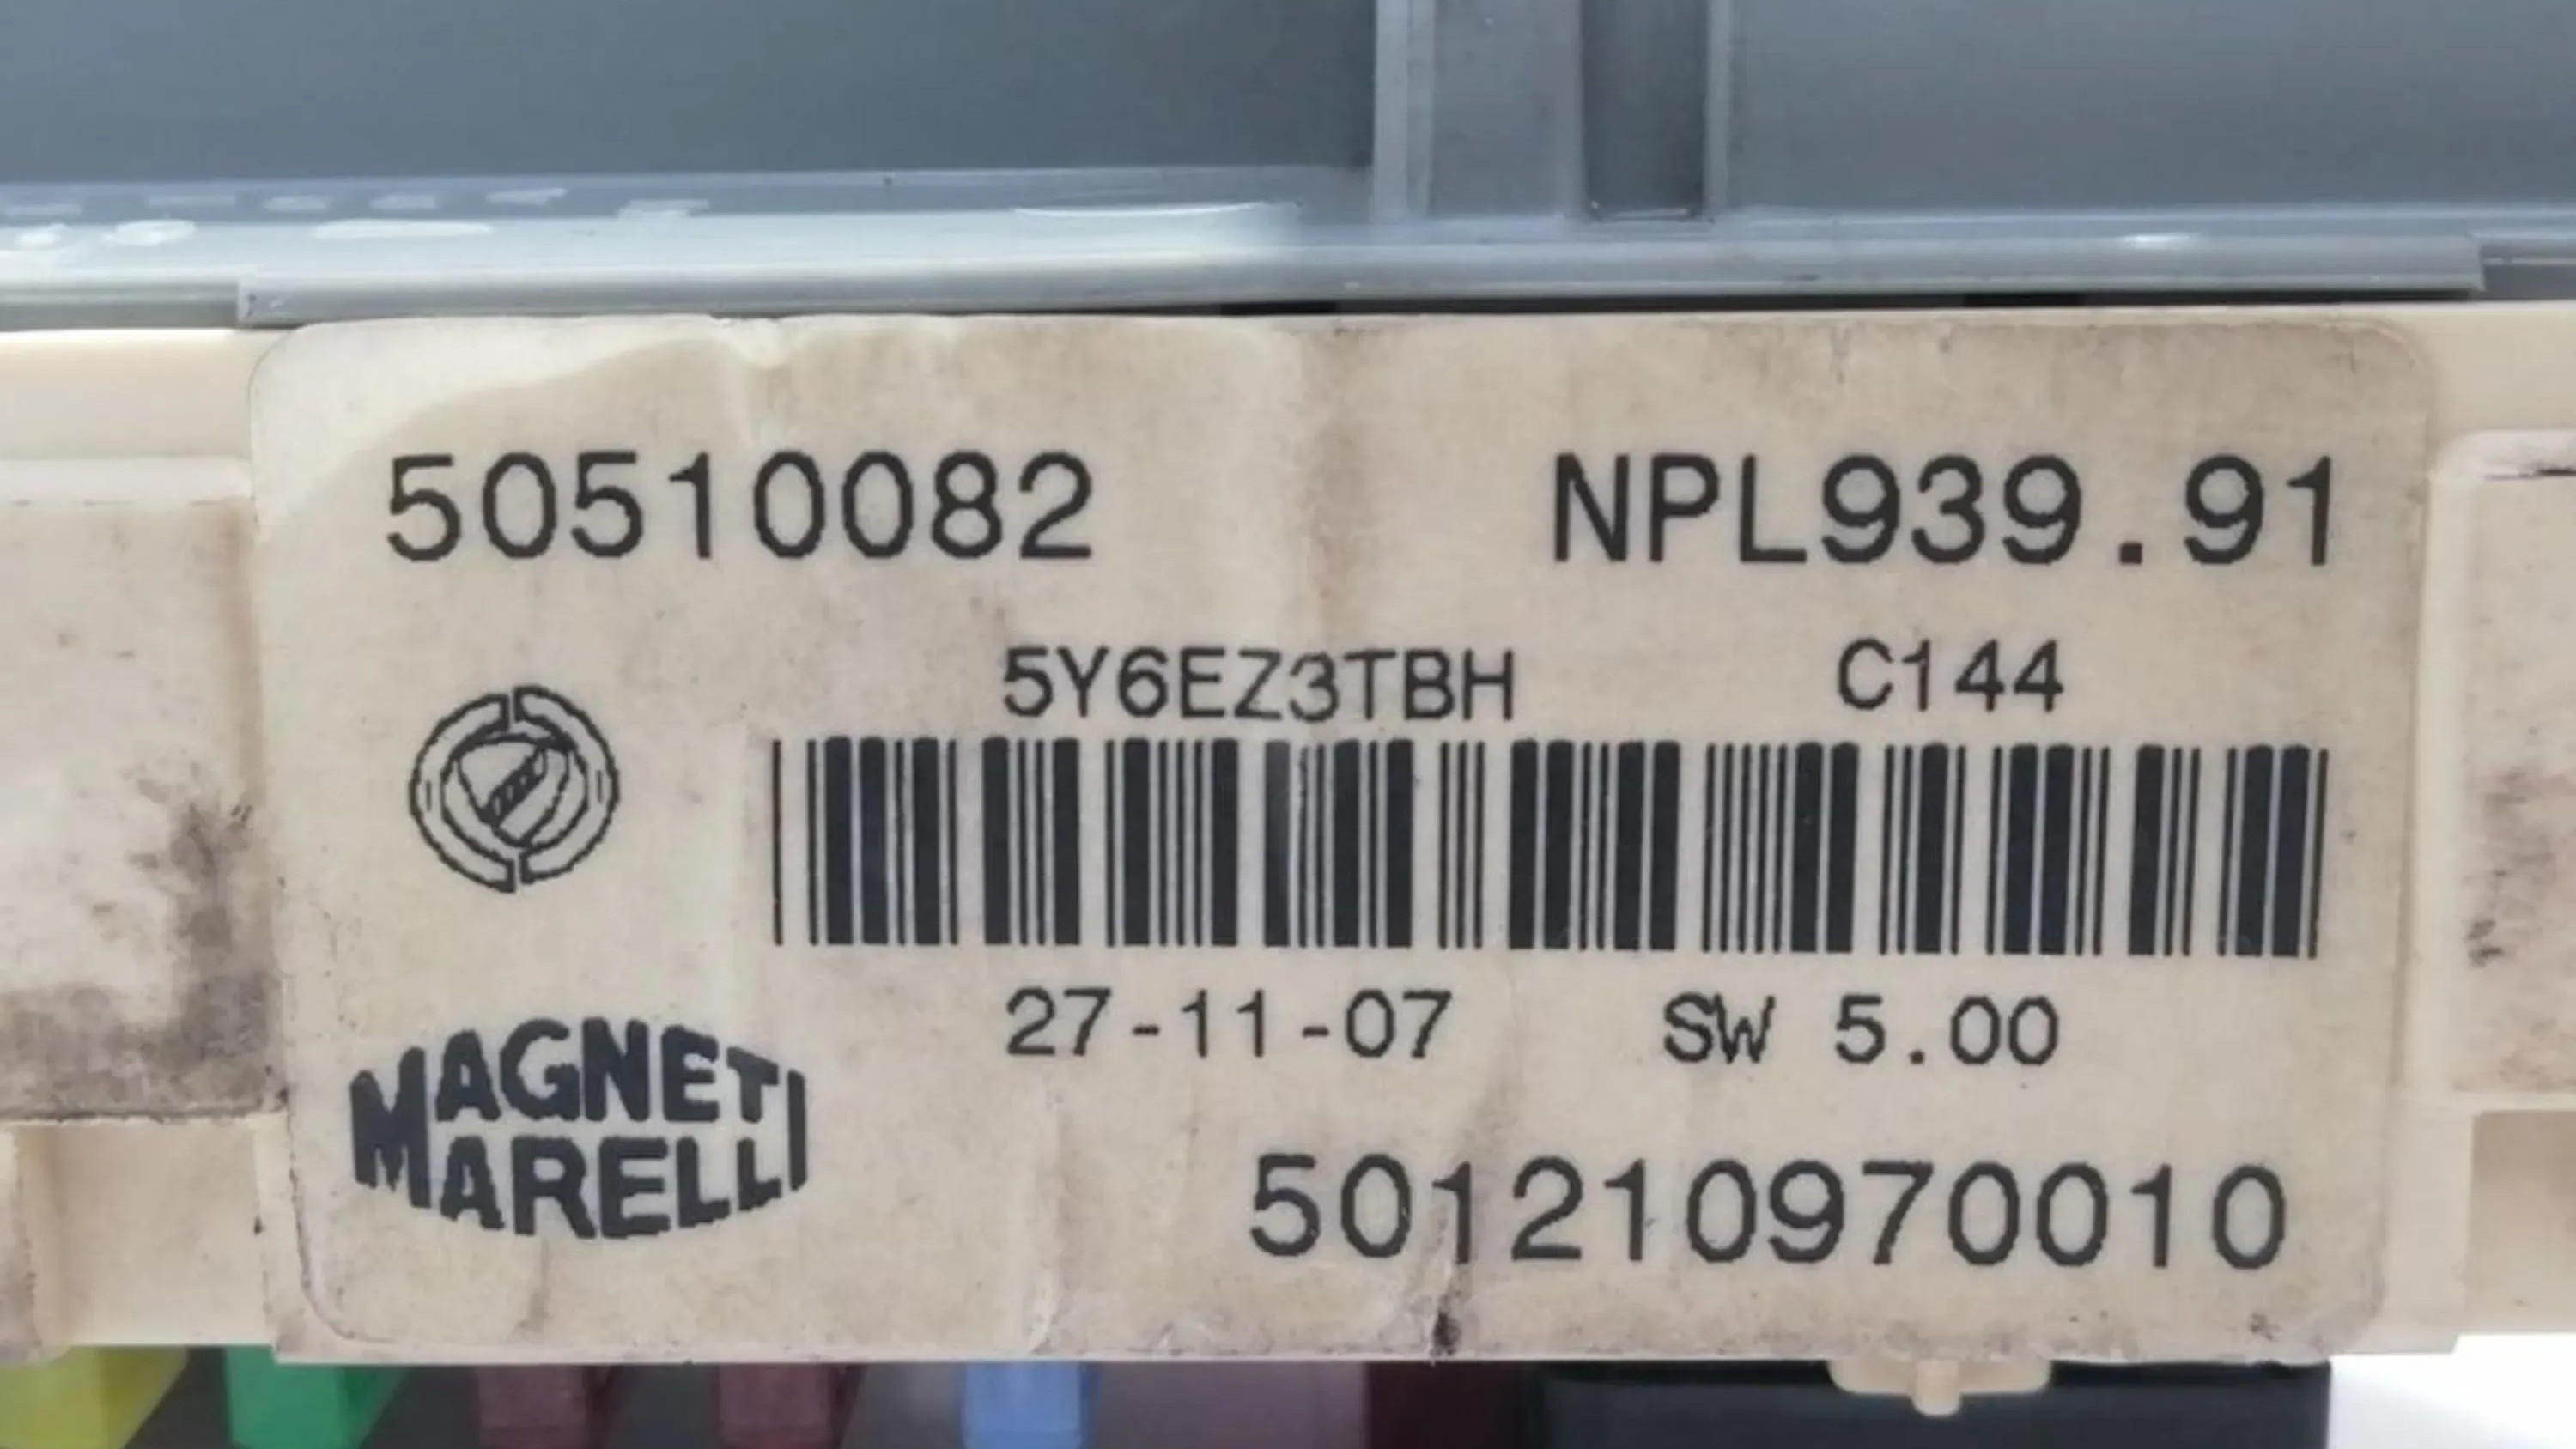 50510082 NPL939.91
5Y6EZ3TBH C144
27-11-07 SW 5.00
MAGNETI
MARELLI
501210970010